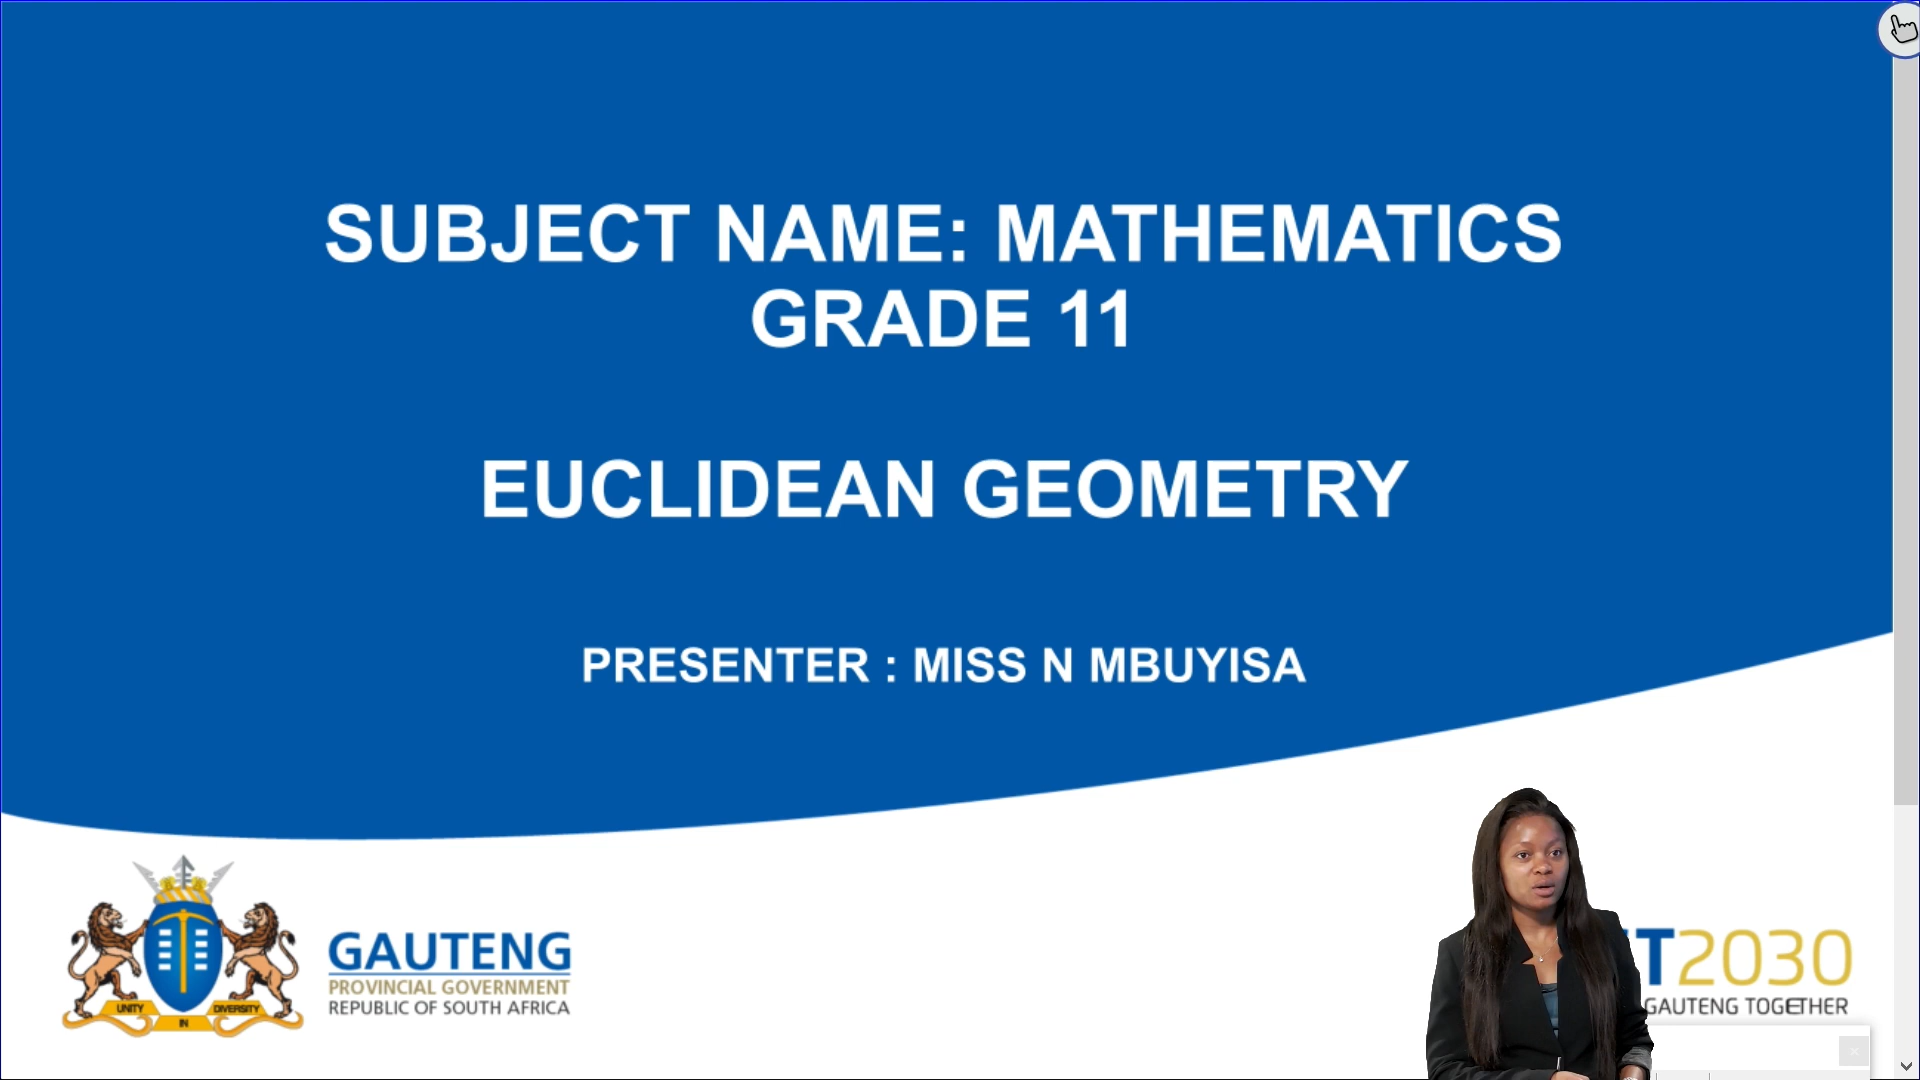 SUBJECT NAME: MATHEMATICS
GRADE 11
EUCLIDEAN GEOMETRY
PRESENTER : MISS N MBUYISA
UNITY
IN
DIVERSITY
GAUTENG
PROVINCIAL GOVERNMENT
REPUBLIC OF SOUTH AFRICA
T2030
GAUTENG TOGETHER